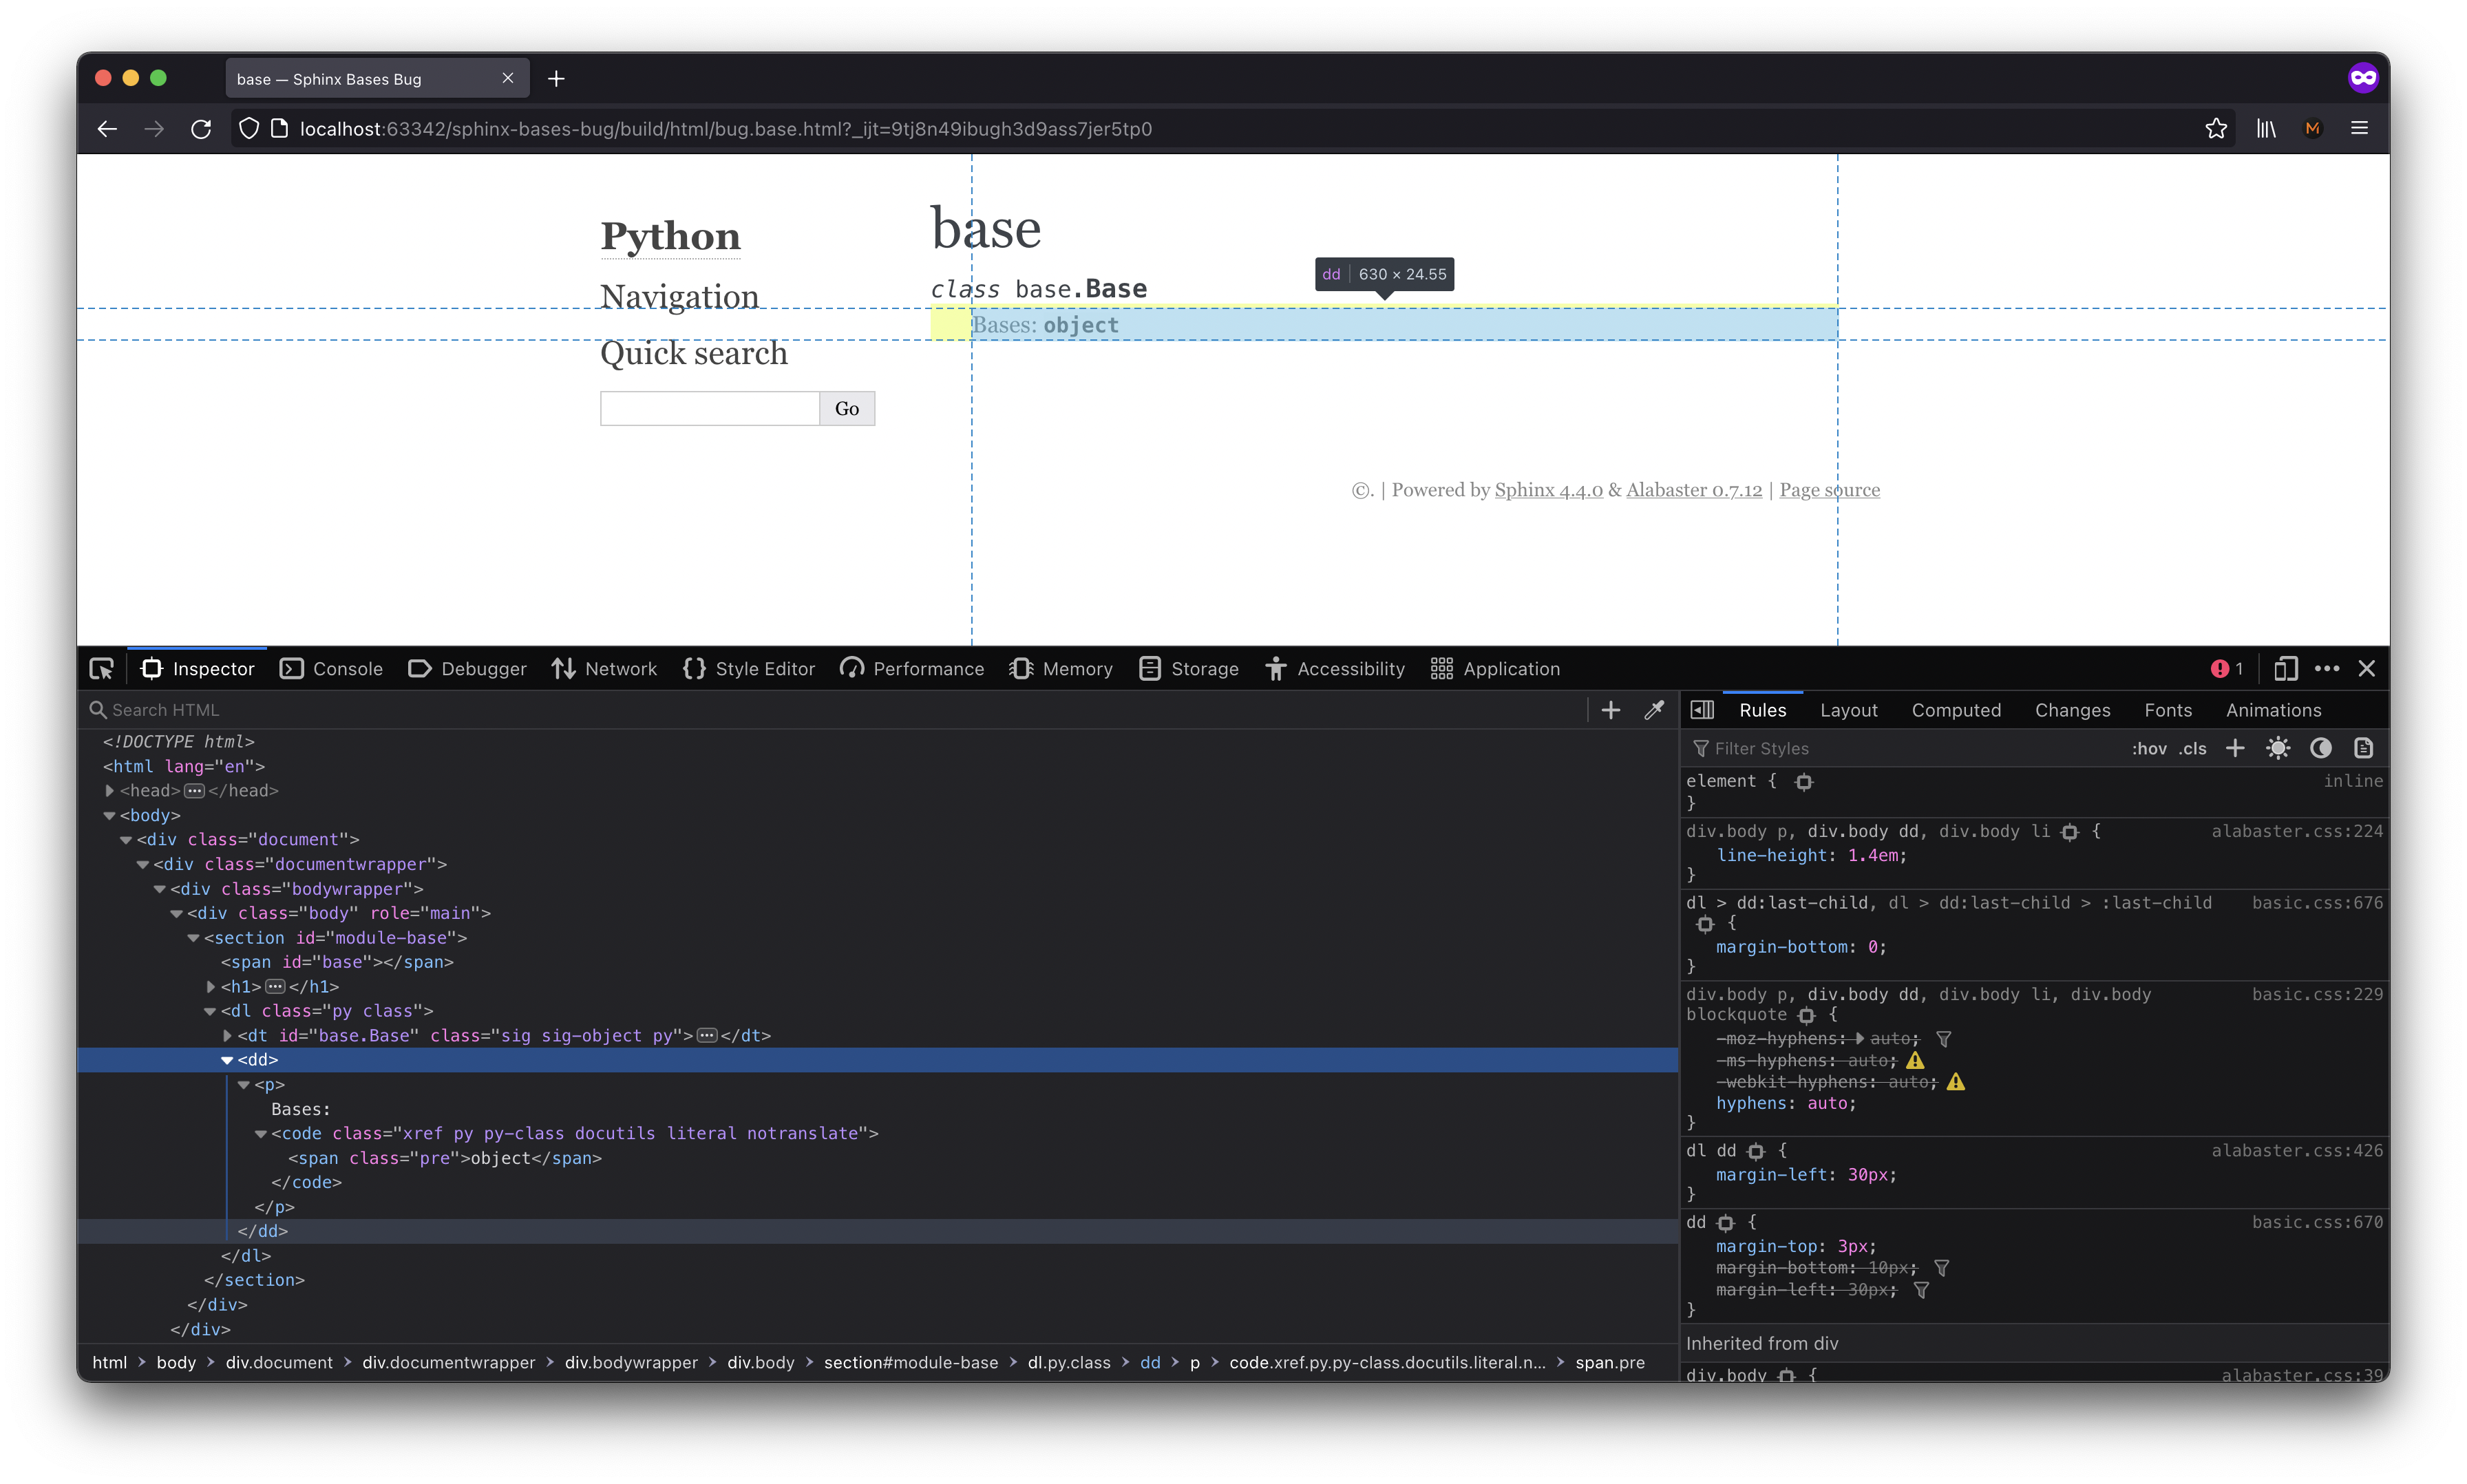 base — Sphinx Bases Bug
localhost:63342/sphinx-bases-bug/build/html/bug.base.html?_ijt=9tj8n49ibugh3d9ass7jer5tp0
Python
Navigation
Quick search
Go
base
class base.Base
dd 630 × 24.55
Bases: object
©. | Powered by Sphinx 4.4.0 & Alabaster 0.7.12 | Page source
Inspector Console Debugger Network Style Editor Performance Memory Storage Accessibility Application 1
Search HTML
<!DOCTYPE html>
<html lang="en">
<head></head>
<body>
<div class="document">
<div class="documentwrapper">
<div class="bodywrapper">
<div class="body" role="main">
<section id="module-base">
<span id="base"></span>
<h1></h1>
<dl class="py class">
<dt id="base.Base" class="sig sig-object py"></dt>
<dd>
<p>
Bases:
<code class="xref py py-class docutils literal notranslate">
<span class="pre">object</span>
</code>
</p>
</dd>
</dl>
</section>
</div>
</div>
html > body > div.document > div.documentwrapper > div.bodywrapper > div.body > section#module-base > dl.py.class > dd > p > code.xref.py.py-class.docutils.literal.n... > span.pre
Rules Layout Computed Changes Fonts Animations
Filter Styles :hov .cls
element { inline
}
div.body p, div.body dd, div.body li { alabaster.css:224
line-height: 1.4em;
}
dl > dd:last-child, dl > dd:last-child > :last-child basic.css:676
{
margin-bottom: 0;
}
div.body p, div.body dd, div.body li, div.body basic.css:229
blockquote {
-moz-hyphens: auto;
-ms-hyphens: auto;
-webkit-hyphens: auto;
hyphens: auto;
}
dl dd { alabaster.css:426
margin-left: 30px;
}
dd { basic.css:670
margin-top: 3px;
margin-bottom: 10px;
margin-left: 30px;
}
Inherited from div
div.body { alabaster.css:39